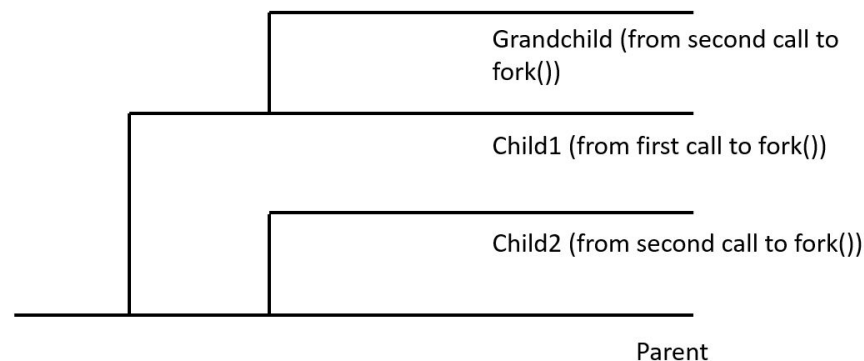 Grandchild (from second call to
fork())
Child1 (from first call to fork())
Child2 (from second call to fork())
Parent